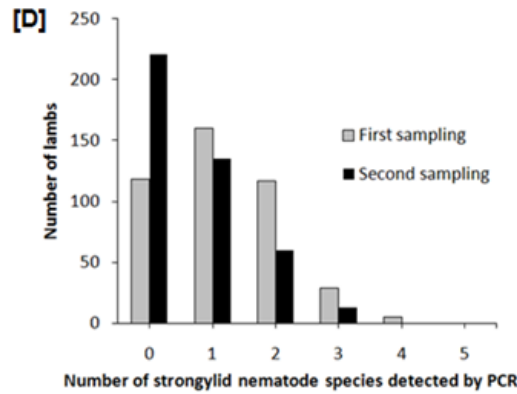 [D]
250
200
150
100
50
0
Number of lambs
First sampling
Second sampling
0 1 2 3 4 5
Number of strongylid nematode species detected by PCR